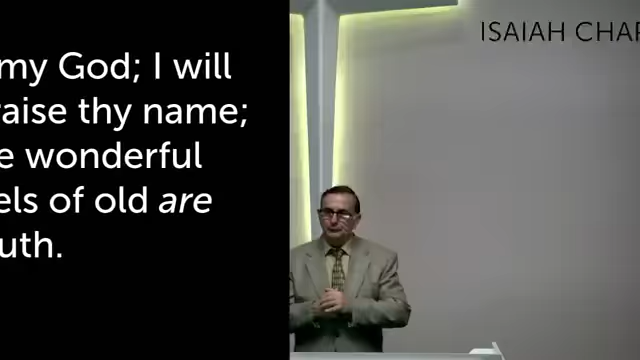 my God; I will
raise thy name;
e wonderful
els of old are
uth.
ISAIAH CHAP